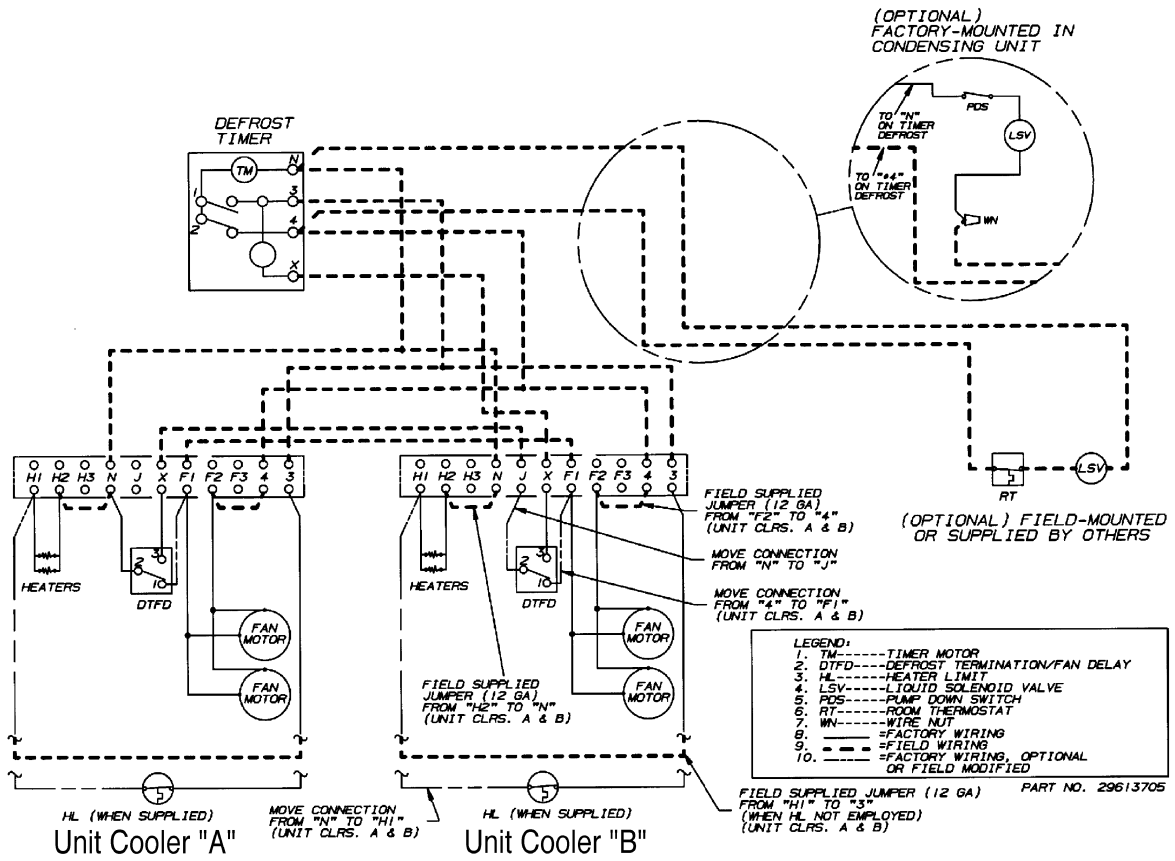 (OPTIONAL)
FACTORY-MOUNTED IN
CONDENSING UNIT
PDS
TO "N"
ON TIMER
DEFROST
LSV
TO "#4"
ON TIMER
DEFROST
WN
DEFROST
TIMER
TM
N
1
3
2
4
X
H1 H2 H3 N J X F1 F2 F3 4 3
H1 H2 H3 N J X F1 F2 F3 4 3
HEATERS
3
2
1
DTFD
FAN
MOTOR
FAN
MOTOR
HEATERS
3
2
1
DTFD
FAN
MOTOR
FAN
MOTOR
RT
LSV
(OPTIONAL) FIELD-MOUNTED
OR SUPPLIED BY OTHERS
FIELD SUPPLIED
JUMPER (12 GA)
FROM "F2" TO "4"
(UNIT CLRS. A & B)
MOVE CONNECTION
FROM "N" TO "J"
MOVE CONNECTION
FROM "4" TO "F1"
(UNIT CLRS. A & B)
FIELD SUPPLIED
JUMPER (12 GA)
FROM "H2" TO "N"
(UNIT CLRS. A & B)
LEGEND:
1. TM------TIMER MOTOR
2. DTFD----DEFROST TERMINATION/FAN DELAY
3. HL------HEATER LIMIT
4. LSV-----LIQUID SOLENOID VALVE
5. PDS-----PUMP DOWN SWITCH
6. RT------ROOM THERMOSTAT
7. WN------WIRE NUT
8. =FACTORY WIRING
9. =FIELD WIRING
10. =FACTORY WIRING, OPTIONAL
OR FIELD MODIFIED
PART NO. 29613705
FIELD SUPPLIED JUMPER (12 GA)
FROM "H1" TO "3"
(WHEN HL NOT EMPLOYED)
(UNIT CLRS. A & B)
HL (WHEN SUPPLIED)
MOVE CONNECTION
FROM "N" TO "H1"
(UNIT CLRS. A & B)
HL (WHEN SUPPLIED)
Unit Cooler "A"
Unit Cooler "B"